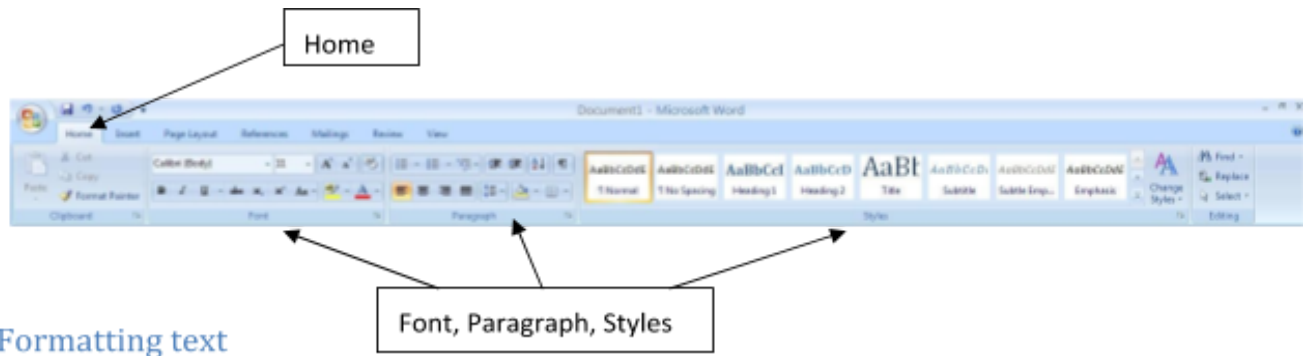 Home
Document1 - Microsoft Word
Home Insert Page Layout References Mailings Review View
Cut
Copy
Paste
Format Painter
Calibri (Body) 11
AaBbCcDdE AaBbCcDdE AaBbCcI AaBbCcD AaBt AaBbCcDı AaBbCcDdE AaBbCcDdE
¶ Normal ¶ No Spacing Heading 1 Heading 2 Title Subtitle Subtle Emp... Emphasis
Change Styles
Find
Replace
Select
Clipboard Font Paragraph Styles Editing
Font, Paragraph, Styles
Formatting text